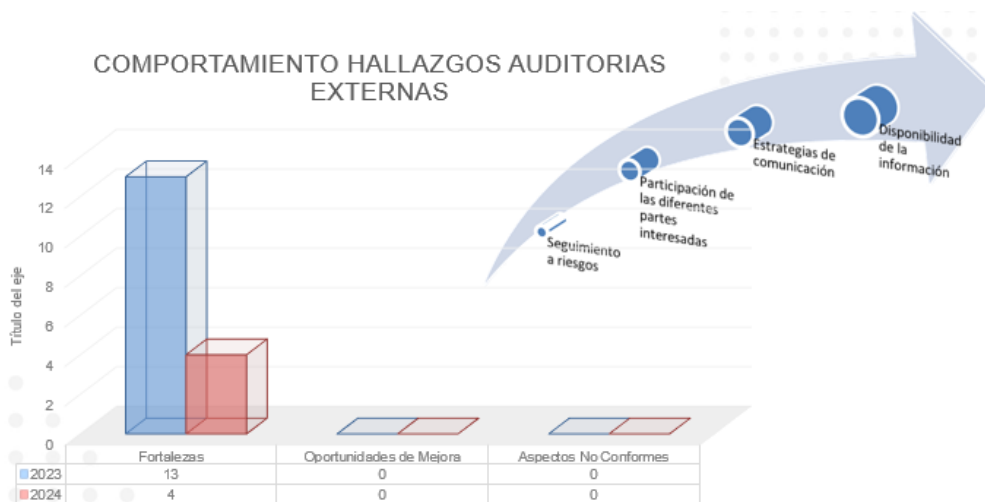 COMPORTAMIENTO HALLAZGOS AUDITORIAS
EXTERNAS
Disponibilidad
de la
información
Estrategias de
comunicación
Participación de
las diferentes
partes
interesadas
Seguimiento
a riesgos
Título del eje
14
12
10
8
6
4
2
0
Fortalezas Oportunidades de Mejora Aspectos No Conformes
2023 13 0 0
2024 4 0 0